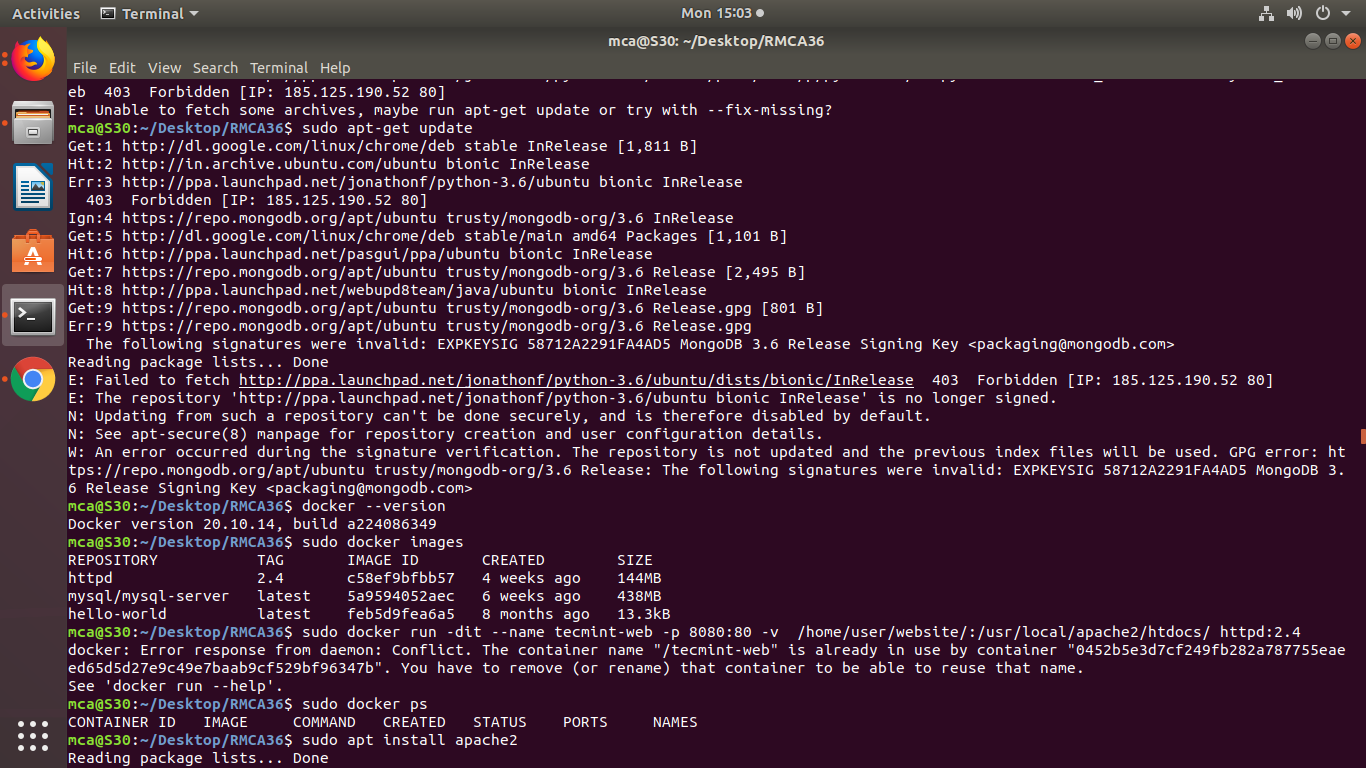 Activities
Terminal
Mon 15:03
mca@S30: ~/Desktop/RMCA36
File Edit View Search Terminal Help
eb  403  Forbidden [IP: 185.125.190.52 80]
E: Unable to fetch some archives, maybe run apt-get update or try with --fix-missing?
mca@S30:~/Desktop/RMCA36$ sudo apt-get update
Get:1 http://dl.google.com/linux/chrome/deb stable InRelease [1,811 B]
Hit:2 http://in.archive.ubuntu.com/ubuntu bionic InRelease
Err:3 http://ppa.launchpad.net/jonathonf/python-3.6/ubuntu bionic InRelease
  403  Forbidden [IP: 185.125.190.52 80]
Ign:4 https://repo.mongodb.org/apt/ubuntu trusty/mongodb-org/3.6 InRelease
Get:5 http://dl.google.com/linux/chrome/deb stable/main amd64 Packages [1,101 B]
Hit:6 http://ppa.launchpad.net/pasgui/ppa/ubuntu bionic InRelease
Get:7 https://repo.mongodb.org/apt/ubuntu trusty/mongodb-org/3.6 Release [2,495 B]
Hit:8 http://ppa.launchpad.net/webupd8team/java/ubuntu bionic InRelease
Get:9 https://repo.mongodb.org/apt/ubuntu trusty/mongodb-org/3.6 Release.gpg [801 B]
Err:9 https://repo.mongodb.org/apt/ubuntu trusty/mongodb-org/3.6 Release.gpg
  The following signatures were invalid: EXPKEYSIG 58712A2291FA4AD5 MongoDB 3.6 Release Signing Key <packaging@mongodb.com>
Reading package lists... Done
E: Failed to fetch http://ppa.launchpad.net/jonathonf/python-3.6/ubuntu/dists/bionic/InRelease  403  Forbidden [IP: 185.125.190.52 80]
E: The repository 'http://ppa.launchpad.net/jonathonf/python-3.6/ubuntu bionic InRelease' is no longer signed.
N: Updating from such a repository can't be done securely, and is therefore disabled by default.
N: See apt-secure(8) manpage for repository creation and user configuration details.
W: An error occurred during the signature verification. The repository is not updated and the previous index files will be used. GPG error: ht
tps://repo.mongodb.org/apt/ubuntu trusty/mongodb-org/3.6 Release: The following signatures were invalid: EXPKEYSIG 58712A2291FA4AD5 MongoDB 3.
6 Release Signing Key <packaging@mongodb.com>
mca@S30:~/Desktop/RMCA36$ docker --version
Docker version 20.10.14, build a224086349
mca@S30:~/Desktop/RMCA36$ sudo docker images
REPOSITORY           TAG       IMAGE ID       CREATED        SIZE
httpd                2.4       c58ef9bfbb57   4 weeks ago    144MB
mysql/mysql-server   latest    5a9594052aec   6 weeks ago    438MB
hello-world          latest    feb5d9fea6a5   8 months ago   13.3kB
mca@S30:~/Desktop/RMCA36$ sudo docker run -dit --name tecmint-web -p 8080:80 -v  /home/user/website/:/usr/local/apache2/htdocs/ httpd:2.4
docker: Error response from daemon: Conflict. The container name "/tecmint-web" is already in use by container "0452b5e3d7cf249fb282a787755eae
ed65d5d27e9c49e7baab9cf529bf96347b". You have to remove (or rename) that container to be able to reuse that name.
See 'docker run --help'.
mca@S30:~/Desktop/RMCA36$ sudo docker ps
CONTAINER ID   IMAGE     COMMAND   CREATED   STATUS    PORTS     NAMES
mca@S30:~/Desktop/RMCA36$ sudo apt install apache2
Reading package lists... Done